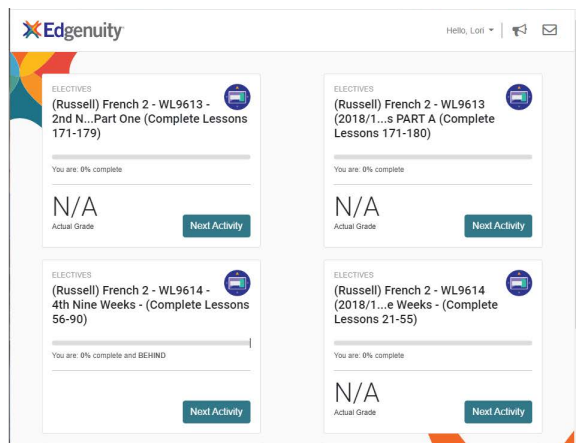 Edgenuity
Hello, Lori
ELECTIVES
(Russell) French 2 - WL9613 -
2nd N...Part One (Complete Lessons
171-179)
You are: 0% complete
N/A
Actual Grade
Next Activity
ELECTIVES
(Russell) French 2 - WL9613
(2018/1...s PART A (Complete
Lessons 171-180)
You are: 0% complete
N/A
Actual Grade
Next Activity
ELECTIVES
(Russell) French 2 - WL9614 -
4th Nine Weeks - (Complete Lessons
56-90)
You are: 0% complete and BEHIND
Next Activity
ELECTIVES
(Russell) French 2 - WL9614
(2018/1...e Weeks - (Complete
Lessons 21-55)
You are: 0% complete
N/A
Actual Grade
Next Activity